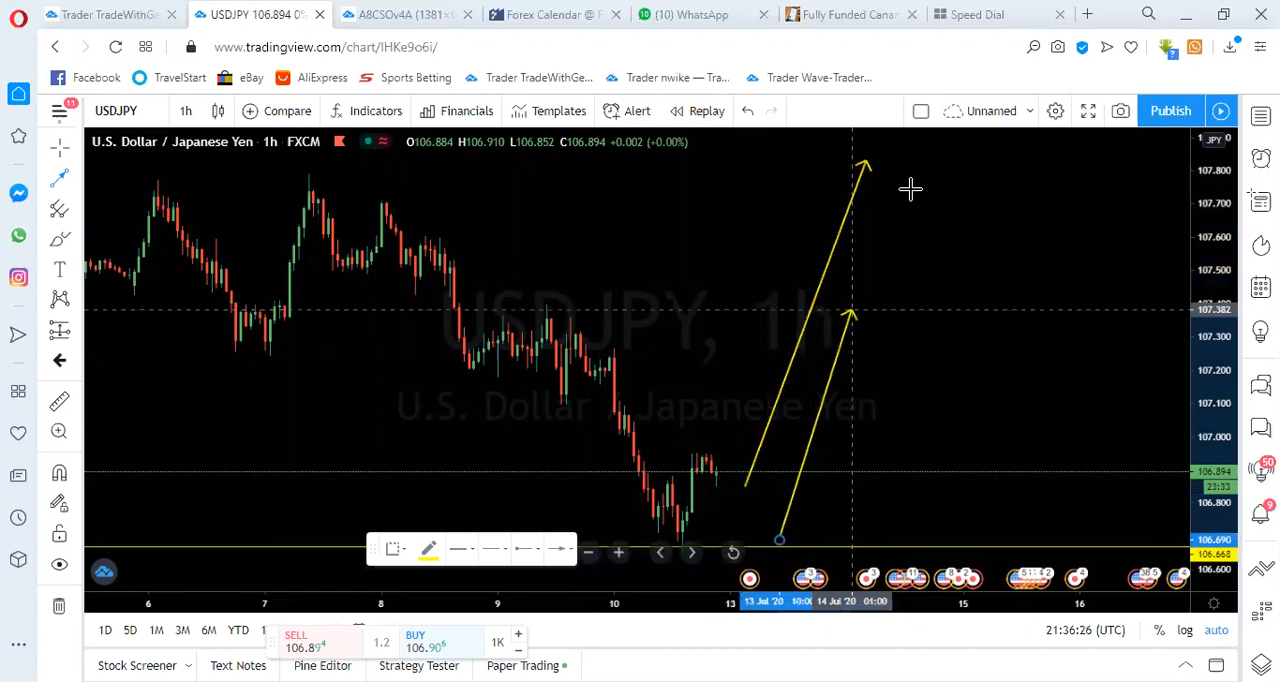 Trader TradeWithGe
USDJPY 106.894 0%
A8CSOv4A (1381×
Forex Calendar @ F
(10) WhatsApp
Fully Funded Cana
Speed Dial
www.tradingview.com/chart/IHKe9o6i/
Facebook
TravelStart
eBay
AliExpress
Sports Betting
Trader TradeWithGe...
Trader nwike — Tra...
Trader Wave-Trader...
11
USDJPY
1h
Compare
Indicators
Financials
Templates
Alert
Replay
Unnamed
Publish
U.S. Dollar / Japanese Yen · 1h · FXCM
O106.884 H106.910 L106.852 C106.894 +0.002 (+0.00%)
JPY
107.800
107.700
107.600
107.500
107.382
107.300
107.200
107.100
107.000
106.894
23:33
106.800
106.690
106.668
106.600
USDJPY, 1h
U.S. Dollar / Japanese Yen
50
9
6
7
8
9
10
13
13 Jul '20 10:00
14 Jul '20 01:00
15
16
1D
5D
1M
3M
6M
YTD
SELL
106.894
1.2
BUY
106.906
1K
21:36:26 (UTC)
%
log
auto
Stock Screener
Text Notes
Pine Editor
Strategy Tester
Paper Trading